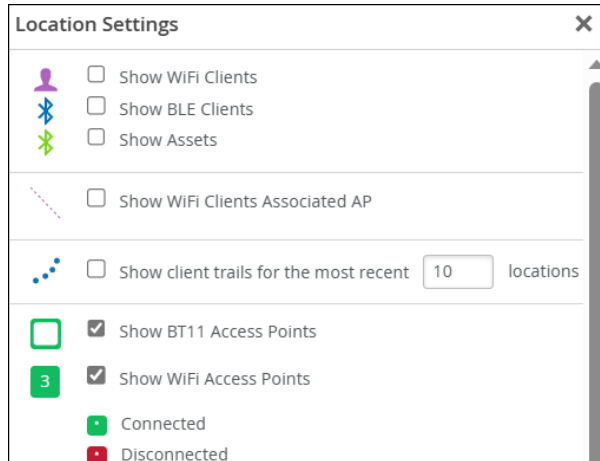 Location Settings
Show WiFi Clients
Show BLE Clients
Show Assets
Show WiFi Clients Associated AP
Show client trails for the most recent 10 locations
Show BT11 Access Points
3 Show WiFi Access Points
Connected
Disconnected